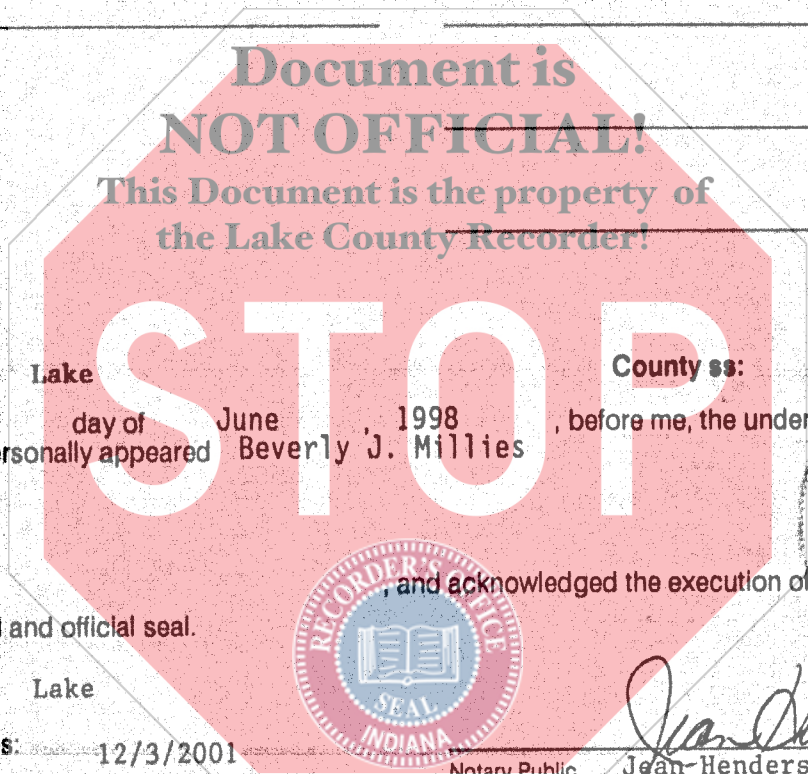 Document is
NOT OFFICIAL!
This Document is the property of
the Lake County Recorder!
STOP
Lake County ss:
day of June , 1998 , before me, the under
rsonally appeared Beverly J. Millies
, and acknowledged the execution of
and official seal.
RECORDER'S OFFICE
SEAL
INDIANA
Lake
s: 12/3/2001
Jean
Notary Public Jean Henders